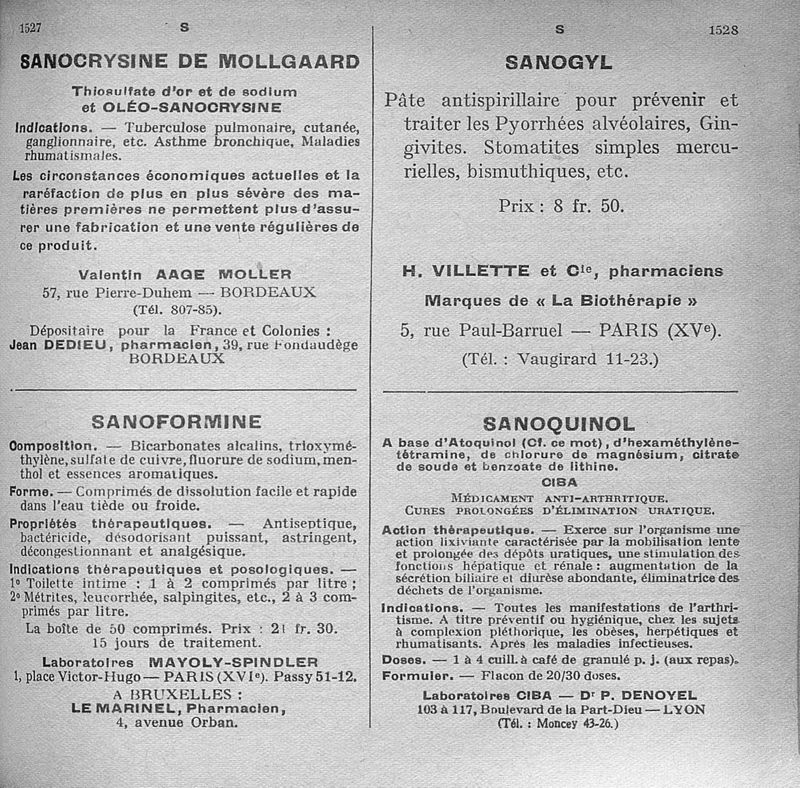 1527
S
SANOCRYSINE DE MOLLGAARD
Thiosulfate d'or et de sodium
et OLÉO-SANOCRYSINE
Indications. — Tuberculose pulmonaire, cutanée,
ganglionnaire, etc. Asthme bronchique, Maladies
rhumatismales.
Les circonstances économiques actuelles et la
raréfaction de plus en plus sévère des ma-
tières premières ne permettent plus d'assu-
rer une fabrication et une vente régulières de
ce produit.
Valentin AAGE MOLLER
57, rue Pierre-Duhem — BORDEAUX
(Tél. 807-85).
Dépositaire pour la France et Colonies :
Jean DEDIEU, pharmacien, 39, rue Fondaudège
BORDEAUX
SANOFORMINE
Composition. — Bicarbonates alcalins, trioxymé-
thylène, sulfate de cuivre, fluorure de sodium, men-
thol et essences aromatiques.
Forme. — Comprimés de dissolution facile et rapide
dans l'eau tiède ou froide.
Propriétés thérapeutiques. — Antiseptique,
bactéricide, désodorisant puissant, astringent,
décongestionnant et analgésique.
Indications thérapeutiques et posologiques. —
1º Toilette intime : 1 à 2 comprimés par litre ;
2º Métrites, leucorrhée, salpingites, etc., 2 à 3 com-
primés par litre.
La boîte de 50 comprimés. Prix : 21 fr. 30.
15 jours de traitement.
Laboratoires MAYOLY-SPINDLER
1, place Victor-Hugo — PARIS (XVIe). Passy 51-12.
A BRUXELLES :
LE MARINEL, Pharmacien,
4, avenue Orban.
S
1528
SANOGYL
Pâte antispirillaire pour prévenir et
traiter les Pyorrhées alvéolaires, Gin-
givites. Stomatites simples mercu-
rielles, bismuthiques, etc.
Prix : 8 fr. 50.
H. VILLETTE et Cie, pharmaciens
Marques de « La Biothérapie »
5, rue Paul-Barruel — PARIS (XVe).
(Tél. : Vaugirard 11-23.)
SANOQUINOL
A base d'Atoquinol (Cf. ce mot), d'hexaméthylène-
tétramine, de chlorure de magnésium, citrate
de soude et benzoate de lithine.
CIBA
MÉDICAMENT ANTI-ARTHRITIQUE.
CURES PROLONGÉES D'ÉLIMINATION URATIQUE.
Action thérapeutique. — Exerce sur l'organisme une
action lixiviante caractérisée par la mobilisation lente
et prolongée des dépôts uratiques, une stimulation des
fonctions hépatique et rénale : augmentation de la
sécrétion biliaire et diurèse abondante, éliminatrice des
déchets de l'organisme.
Indications. — Toutes les manifestations de l'arthri-
tisme. A titre préventif ou hygiénique, chez les sujets
à complexion pléthorique, les obèses, herpétiques et
rhumatisants. Après les maladies infectieuses.
Doses. — 1 à 4 cuill. à café de granulé p. j. (aux repas).
Formuler. — Flacon de 20/30 doses.
Laboratoires CIBA — Dr P. DENOYEL
103 à 117, Boulevard de la Part-Dieu — LYON
(Tél. : Moncey 43-26.)